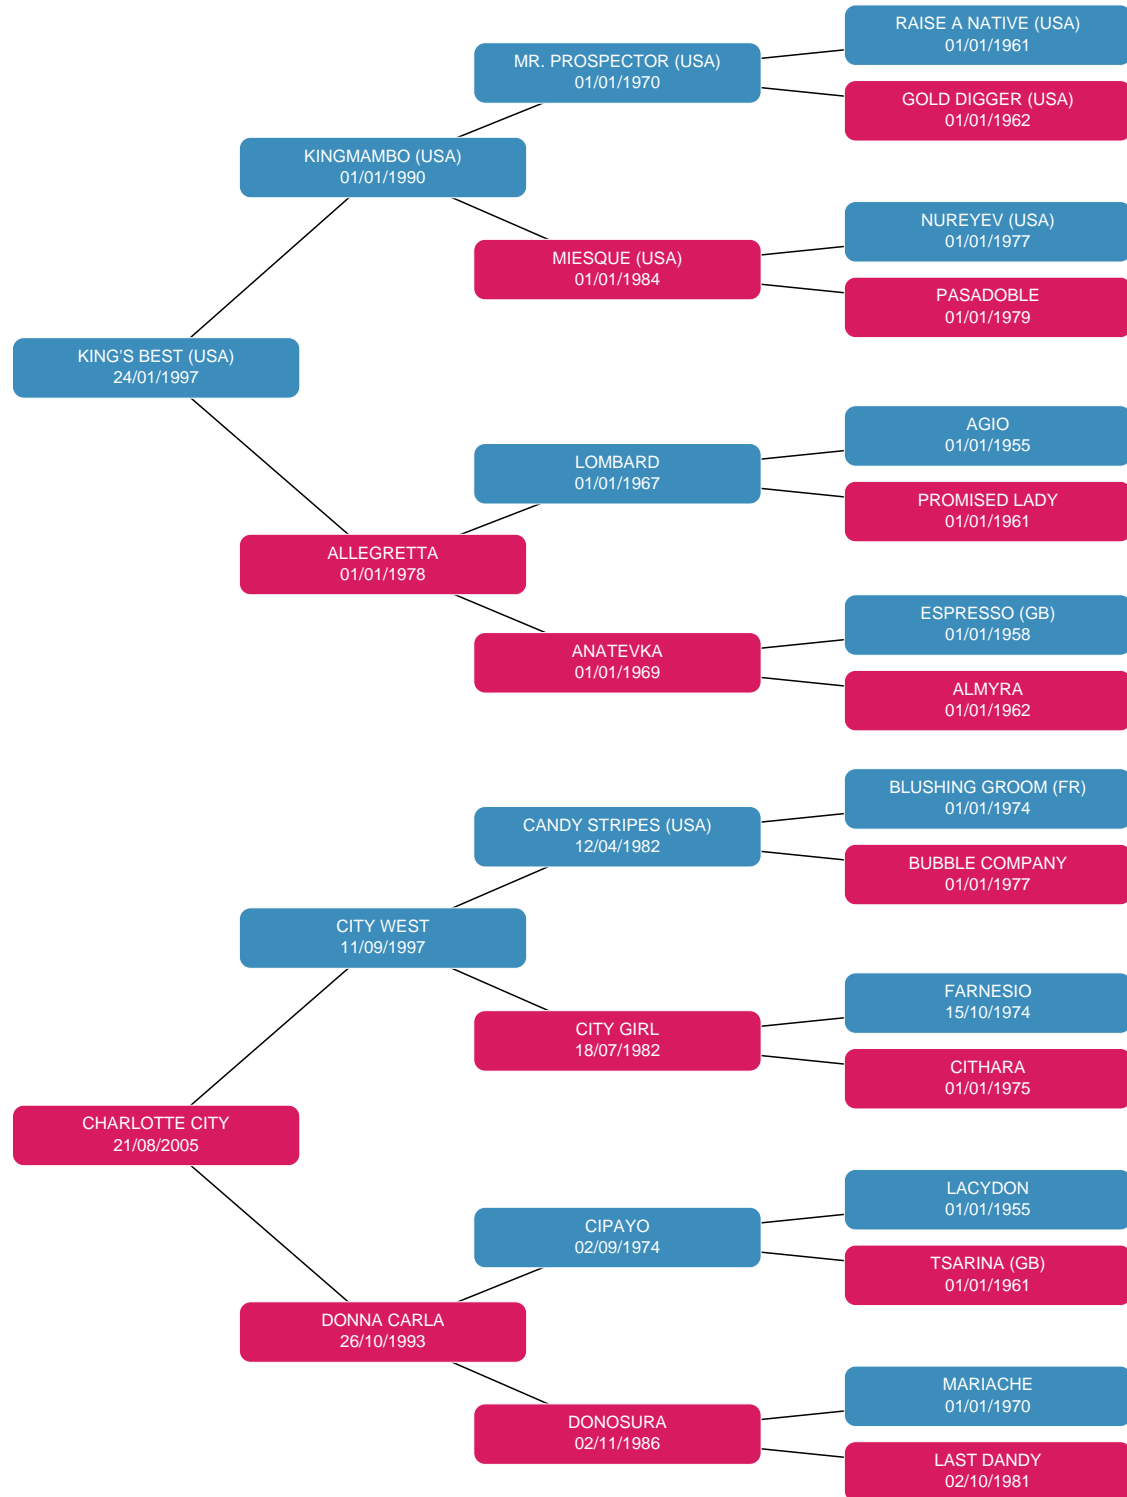 RAISE A NATIVE (USA)
01/01/1961
MR. PROSPECTOR (USA)
01/01/1970
GOLD DIGGER (USA)
01/01/1962
KINGMAMBO (USA)
01/01/1990
NUREYEV (USA)
01/01/1977
MIESQUE (USA)
01/01/1984
PASADOBLE
01/01/1979
KING'S BEST (USA)
24/01/1997
AGIO
01/01/1955
LOMBARD
01/01/1967
PROMISED LADY
01/01/1961
ALLEGRETTA
01/01/1978
ESPRESSO (GB)
01/01/1958
ANATEVKA
01/01/1969
ALMYRA
01/01/1962
BLUSHING GROOM (FR)
01/01/1974
CANDY STRIPES (USA)
12/04/1982
BUBBLE COMPANY
01/01/1977
CITY WEST
11/09/1997
FARNESIO
15/10/1974
CITY GIRL
18/07/1982
CITHARA
01/01/1975
CHARLOTTE CITY
21/08/2005
LACYDON
01/01/1955
CIPAYO
02/09/1974
TSARINA (GB)
01/01/1961
DONNA CARLA
26/10/1993
MARIACHE
01/01/1970
DONOSURA
02/11/1986
LAST DANDY
02/10/1981